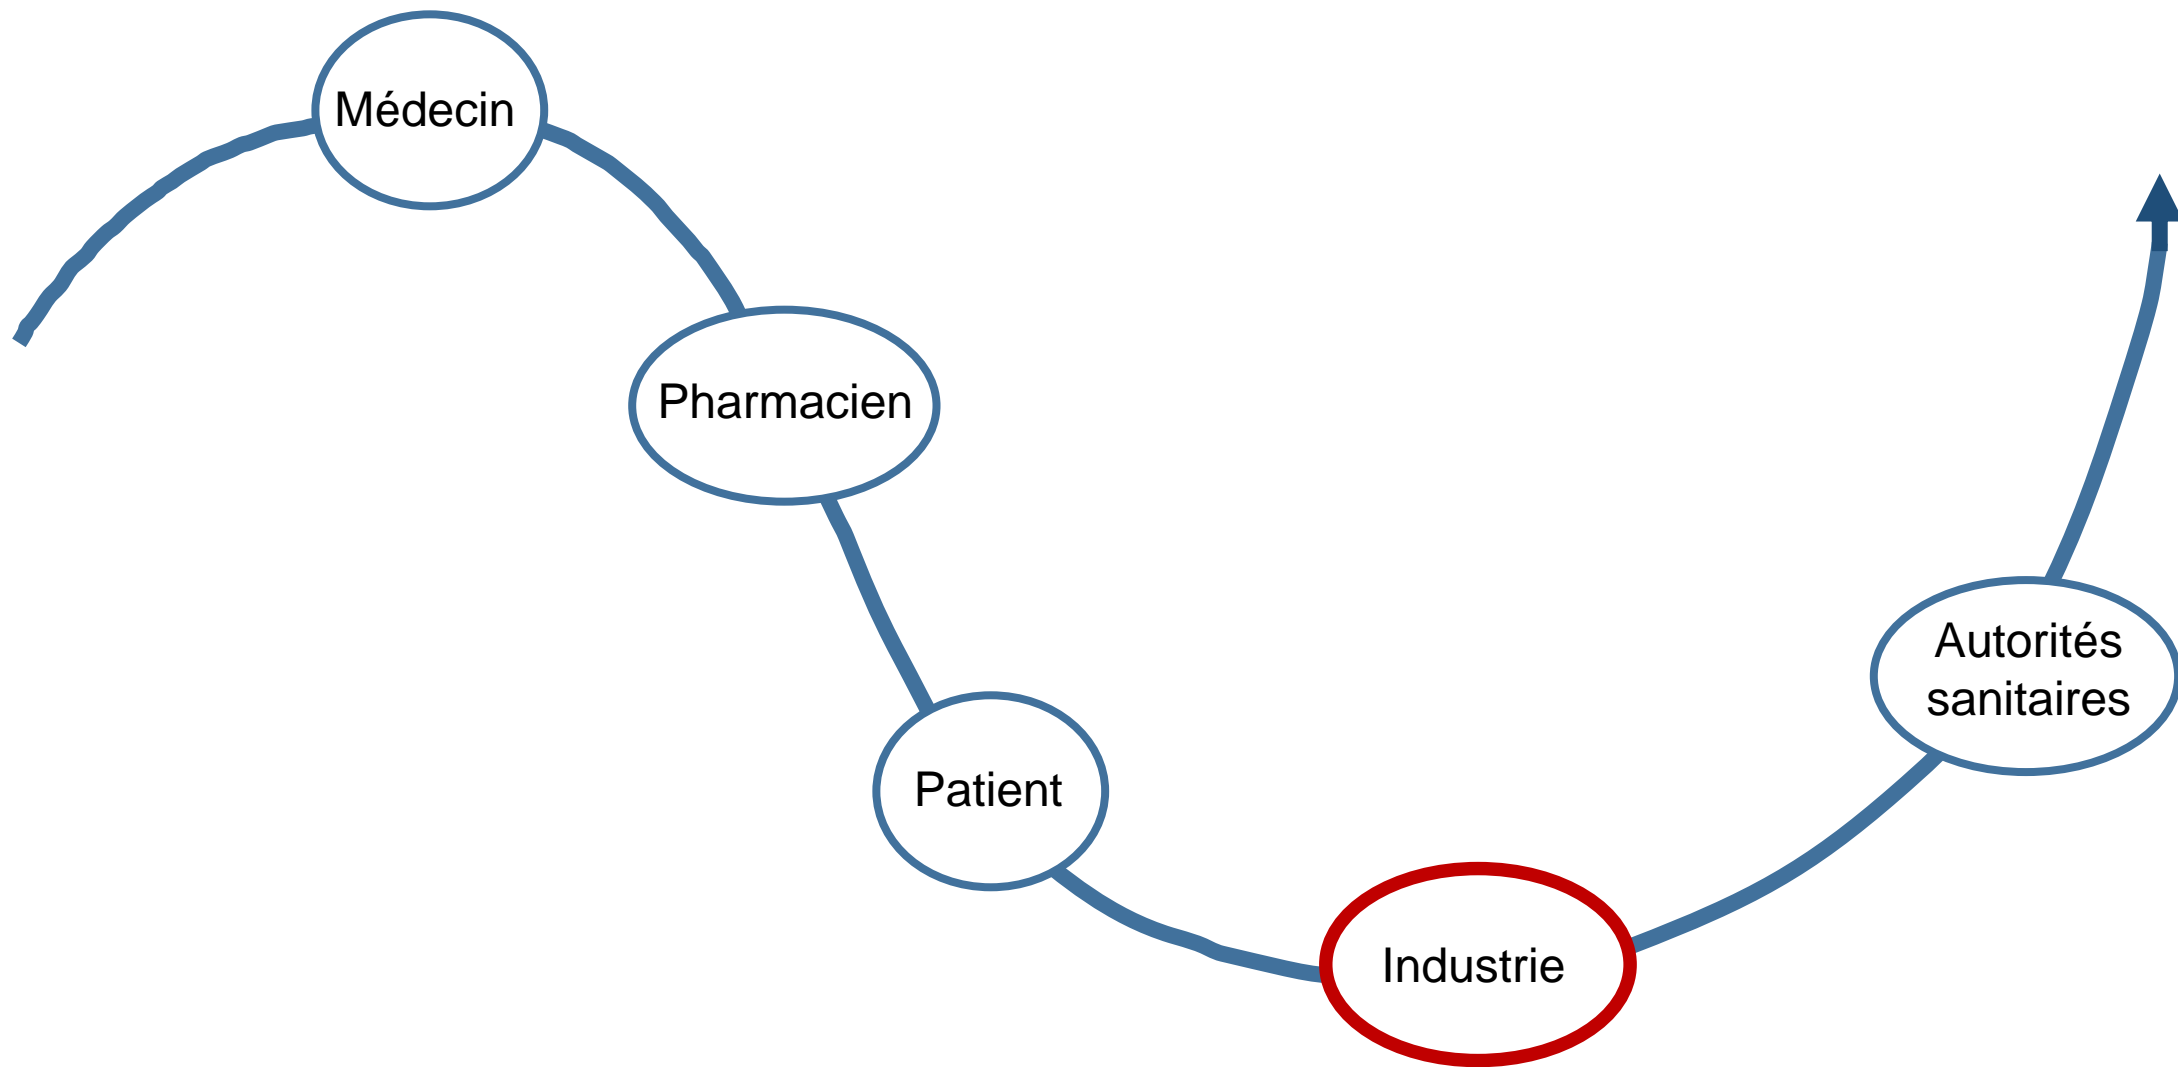 Médecin
Pharmacien
Patient
Industrie
Autorités
sanitaires